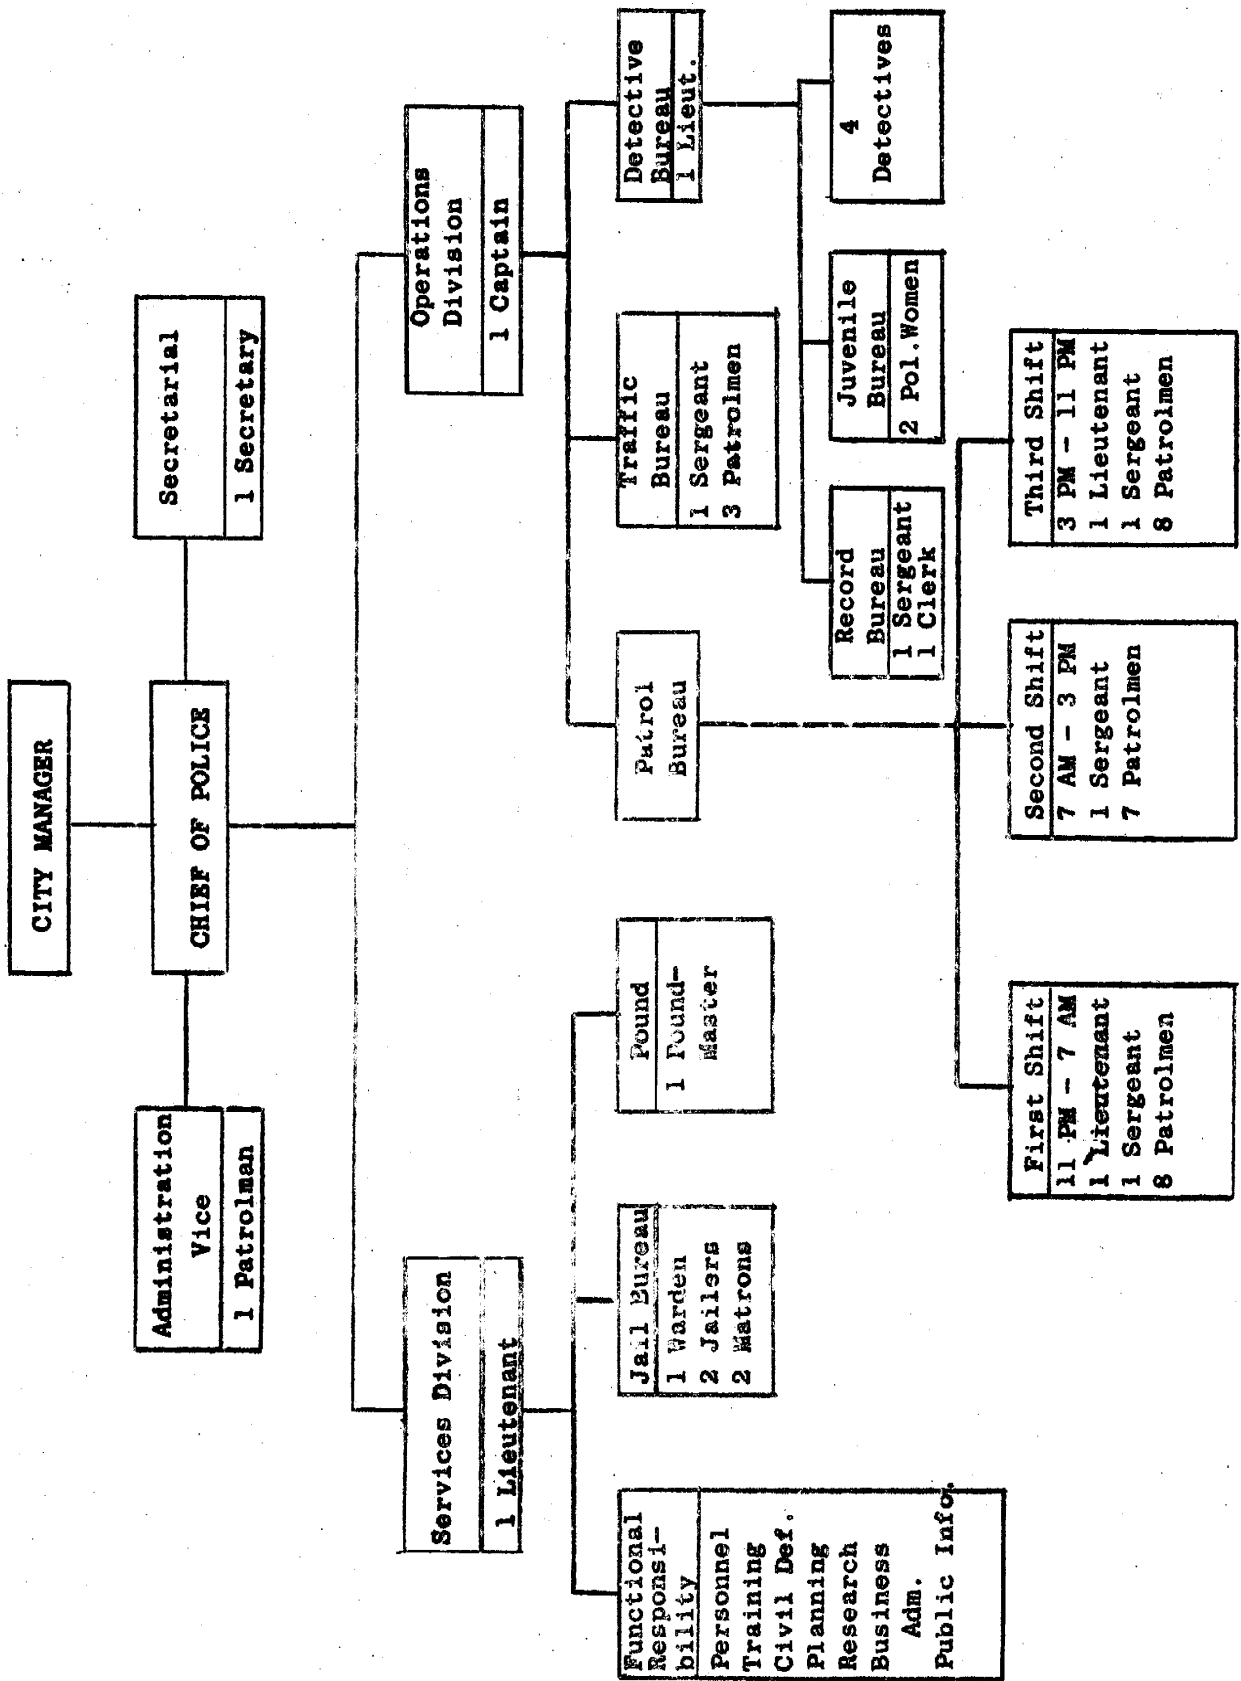 CITY MANAGER
CHIEF OF POLICE
Administration
Vice
1 Patrolman
Secretarial
1 Secretary
Services Division
1 Lieutenant
Operations
Division
1 Captain
Functional
Responsi-
bility
Personnel
Training
Civil Def.
Planning
Research
Business
Adm.
Public Info.
Jail Bureau
1 Warden
2 Jailers
2 Matrons
Pound
1 Pound-
Master
Patrol
Bureau
Traffic
Bureau
1 Sergeant
3 Patrolmen
Detective
Bureau
1 Lieut.
Record
Bureau
1 Sergeant
1 Clerk
Juvenile
Bureau
2 Pol.Women
4
Detectives
First Shift
11 PM - 7 AM
1 Lieutenant
1 Sergeant
8 Patrolmen
Second Shift
7 AM - 3 PM
1 Sergeant
7 Patrolmen
Third Shift
3 PM - 11 PM
1 Lieutenant
1 Sergeant
8 Patrolmen